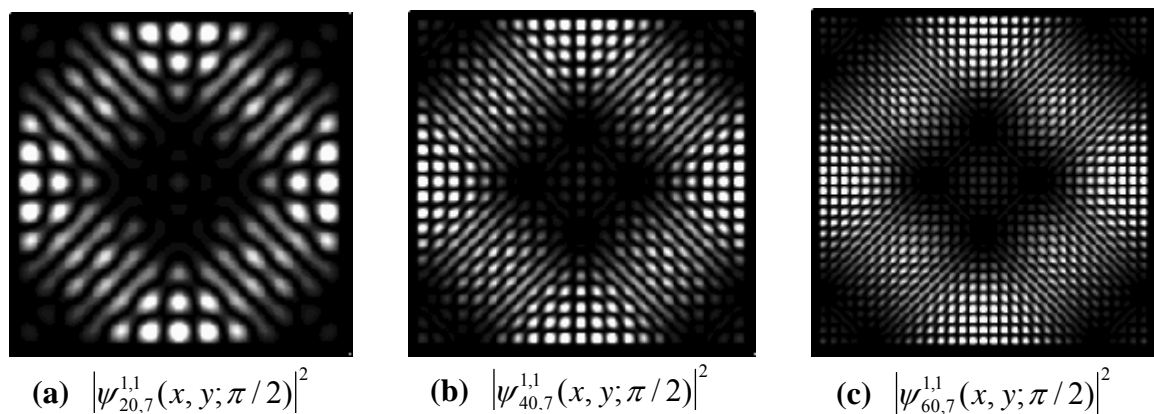 (a) |ψ^{1,1}_{20,7}(x, y; π/2)|²
(b) |ψ^{1,1}_{40,7}(x, y; π/2)|²
(c) |ψ^{1,1}_{60,7}(x, y; π/2)|²